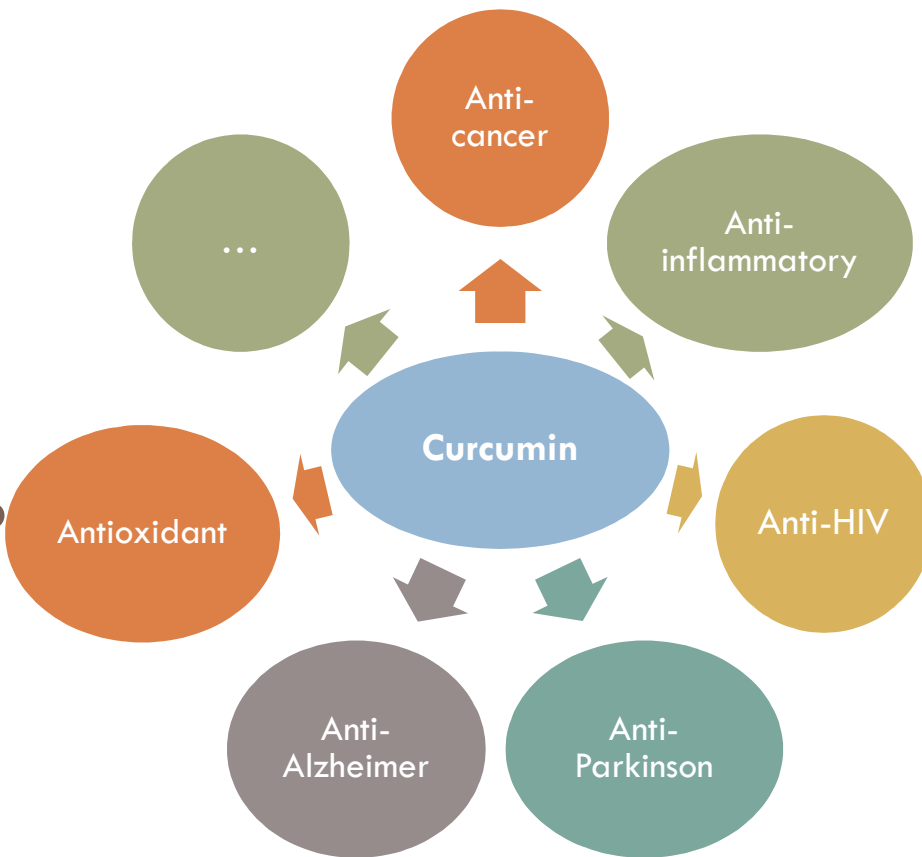 Anti-
cancer
Anti-
inflammatory
Anti-HIV
Anti-
Parkinson
Anti-
Alzheimer
Antioxidant
...
Curcumin